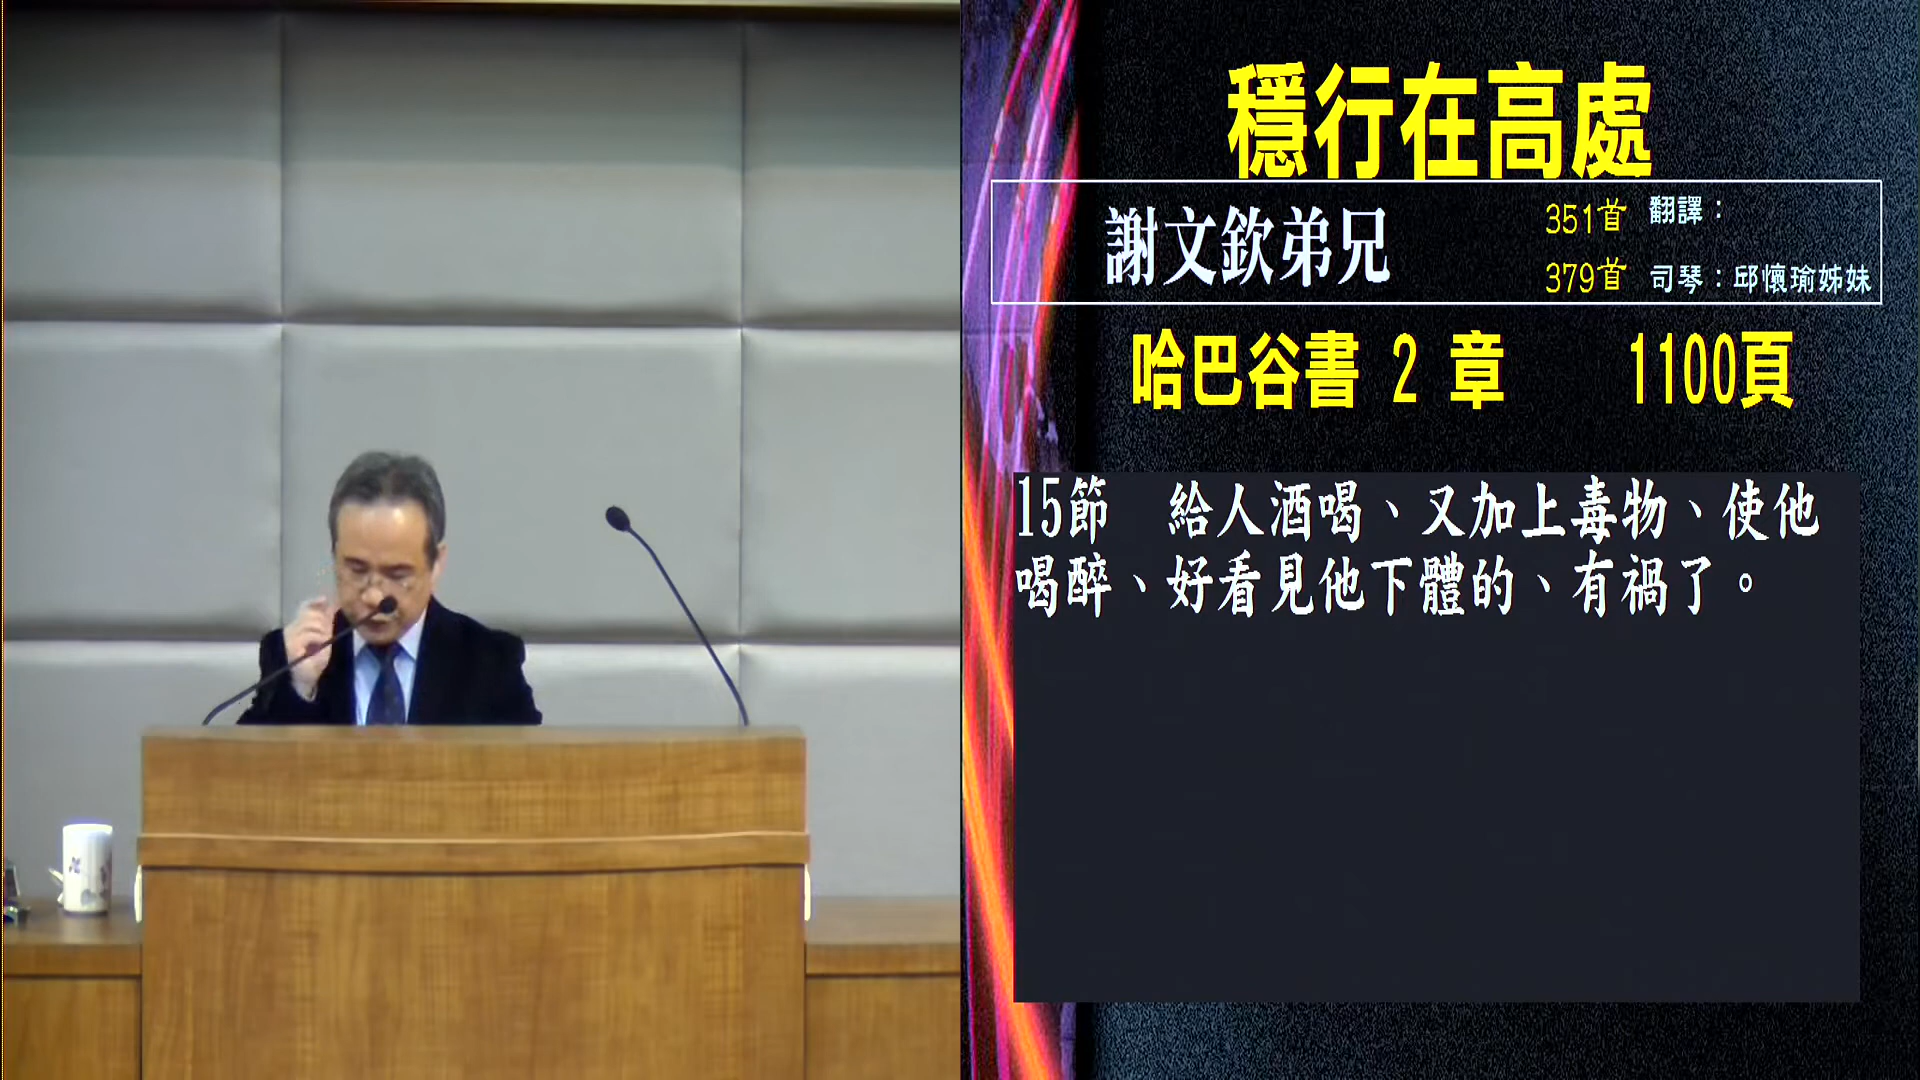 穩行在高處
謝文欽弟兄
351首 翻譯：
379首 司琴：邱懷瑜姊妹
哈巴谷書 2 章 1100頁
15節 給人酒喝、又加上毒物、使他
喝醉、好看見他下體的、有禍了。